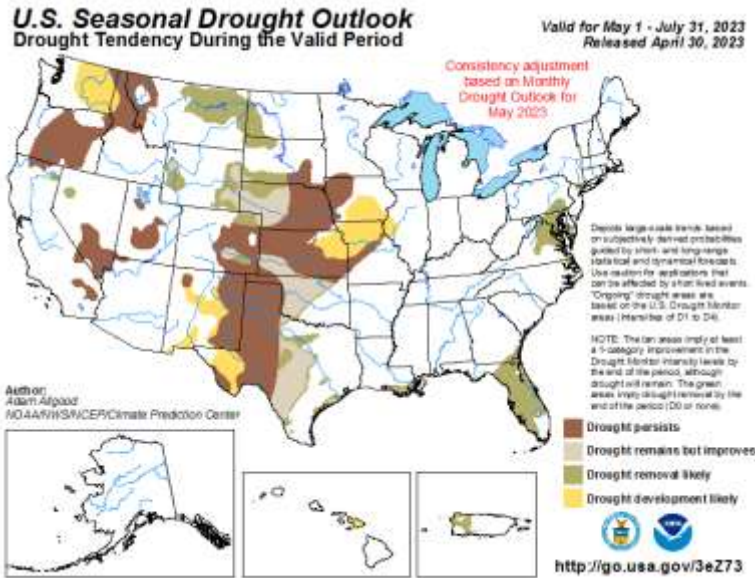 U.S. Seasonal Drought Outlook
Drought Tendency During the Valid Period
Valid for May 1 - July 31, 2023
Released April 30, 2023
Consistency adjustment
based on Monthly
Drought Outlook for
May 2023
Depicts large-scale trends based
on subjectively derived probabilities
guided by short- and long-range
statistical and dynamical forecasts.
Use caution for applications that
can be affected by short lived events.
"Ongoing" drought areas are
based on the U.S. Drought Monitor
areas (intensities of D1 to D4).
NOTE: The tan areas imply at least
a 1-category improvement in the
Drought Monitor intensity levels by
the end of the period, although
drought will remain. The green
areas imply drought removal by the
end of the period (D0 or none).
Author:
Adam Allgood
NOAA/NWS/NCEP/Climate Prediction Center
Drought persists
Drought remains but improves
Drought removal likely
Drought development likely
http://go.usa.gov/3eZ73